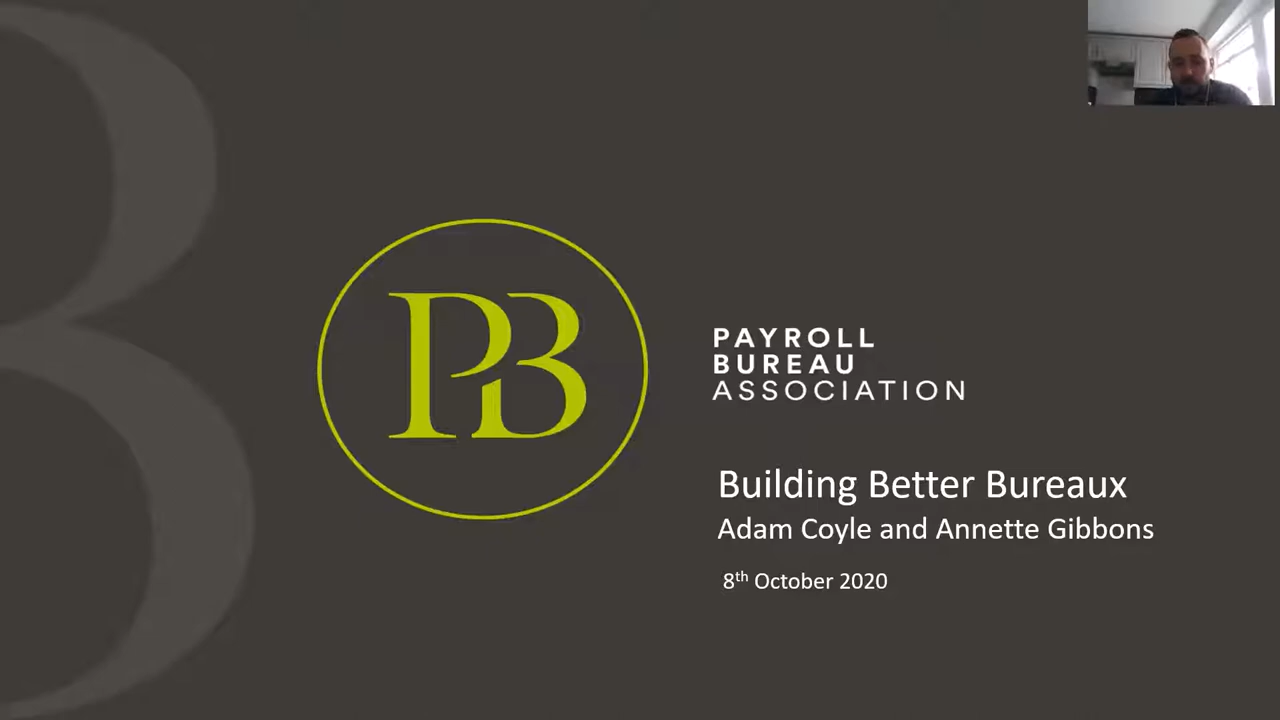 PB
PAYROLL
BUREAU
ASSOCIATION
Building Better Bureaux
Adam Coyle and Annette Gibbons
8th October 2020